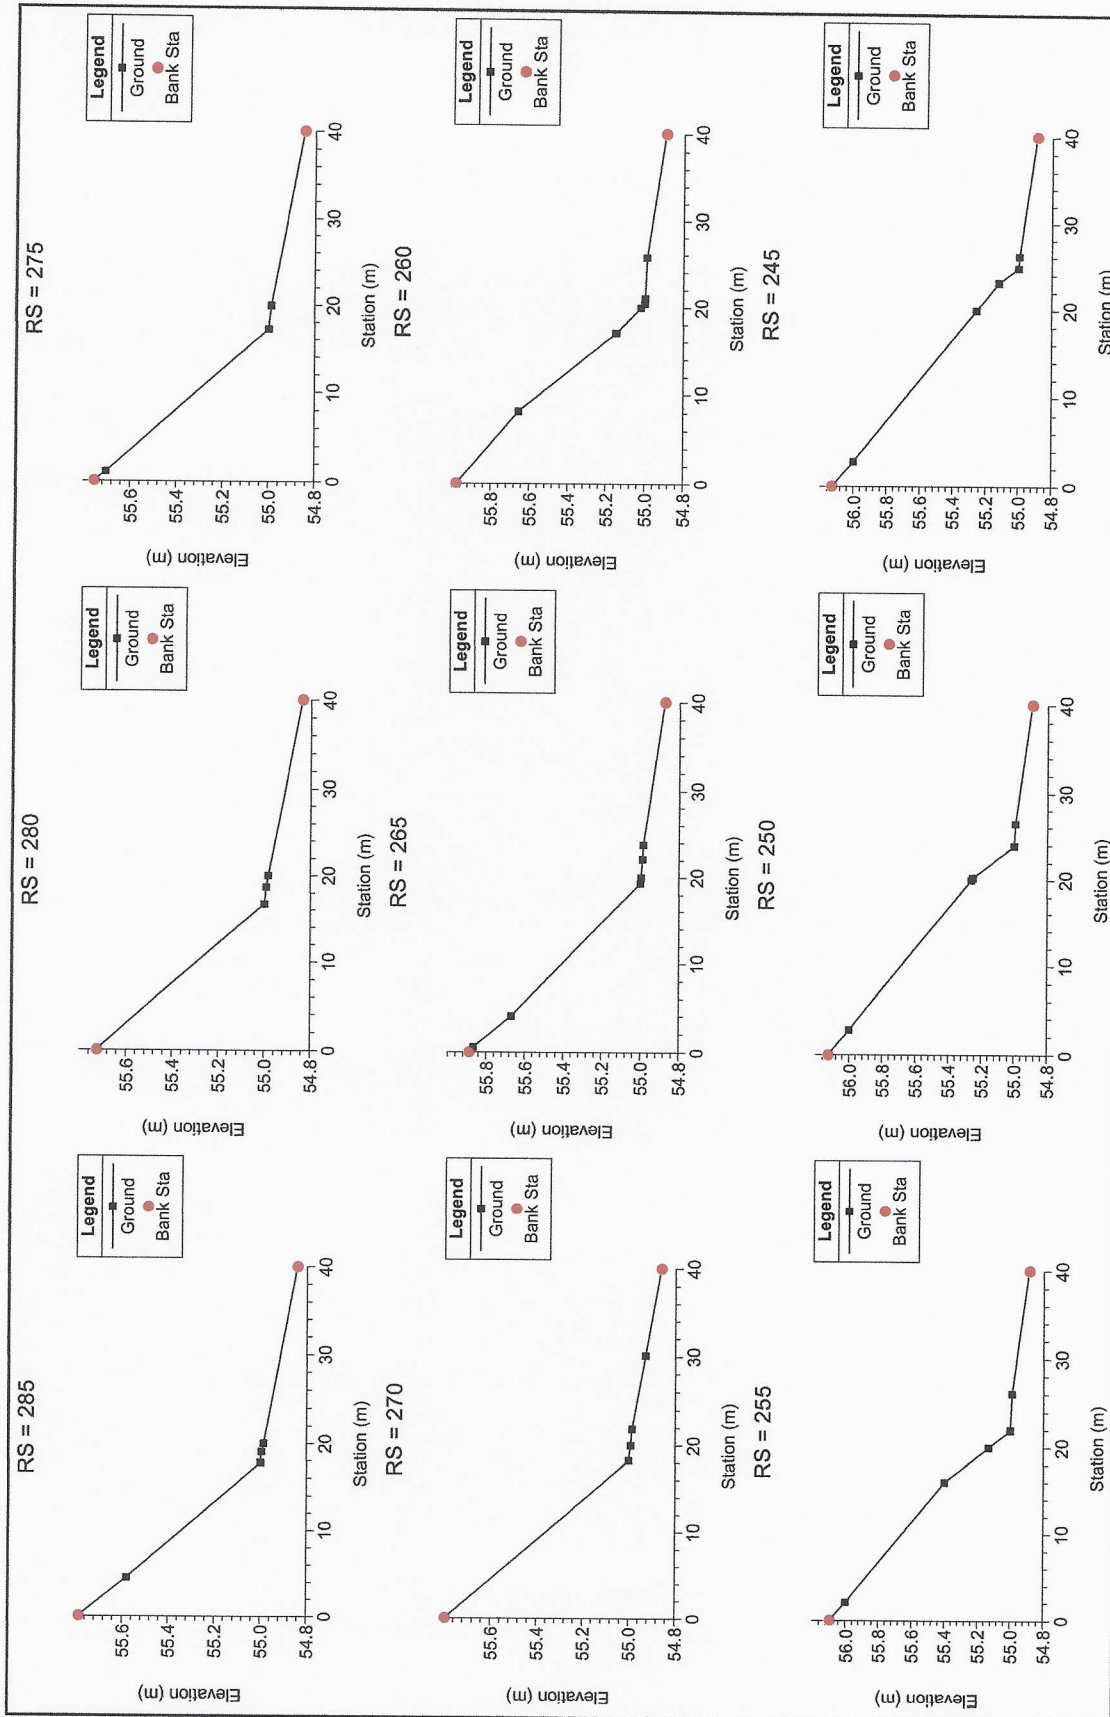 RS = 285
Legend
Ground
Bank Sta
Elevation (m)
55.6
55.4
55.2
55.0
54.8
0 10 20 30 40
Station (m)
RS = 280
Legend
Ground
Bank Sta
Elevation (m)
55.6
55.4
55.2
55.0
54.8
0 10 20 30 40
Station (m)
RS = 275
Legend
Ground
Bank Sta
Elevation (m)
55.6
55.4
55.2
55.0
54.8
0 10 20 30 40
Station (m)
RS = 270
Legend
Ground
Bank Sta
Elevation (m)
55.6
55.4
55.2
55.0
54.8
0 10 20 30 40
Station (m)
RS = 265
Legend
Ground
Bank Sta
Elevation (m)
55.8
55.6
55.4
55.2
55.0
54.8
0 10 20 30 40
Station (m)
RS = 260
Legend
Ground
Bank Sta
Elevation (m)
55.8
55.6
55.4
55.2
55.0
54.8
0 10 20 30 40
Station (m)
RS = 255
Legend
Ground
Bank Sta
Elevation (m)
56.0
55.8
55.6
55.4
55.2
55.0
54.8
0 10 20 30 40
Station (m)
RS = 250
Legend
Ground
Bank Sta
Elevation (m)
56.0
55.8
55.6
55.4
55.2
55.0
54.8
0 10 20 30 40
Station (m)
RS = 245
Legend
Ground
Bank Sta
Elevation (m)
56.0
55.8
55.6
55.4
55.2
55.0
54.8
0 10 20 30 40
Station (m)